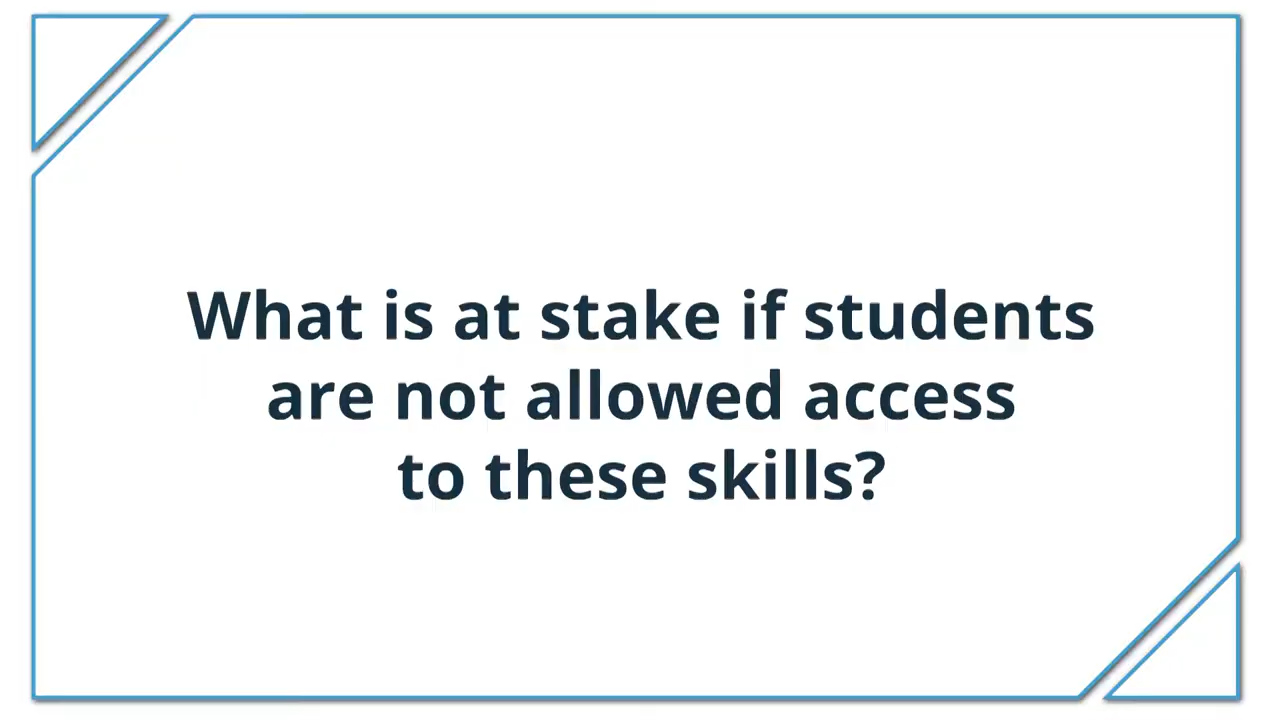 What is at stake if students
are not allowed access
to these skills?